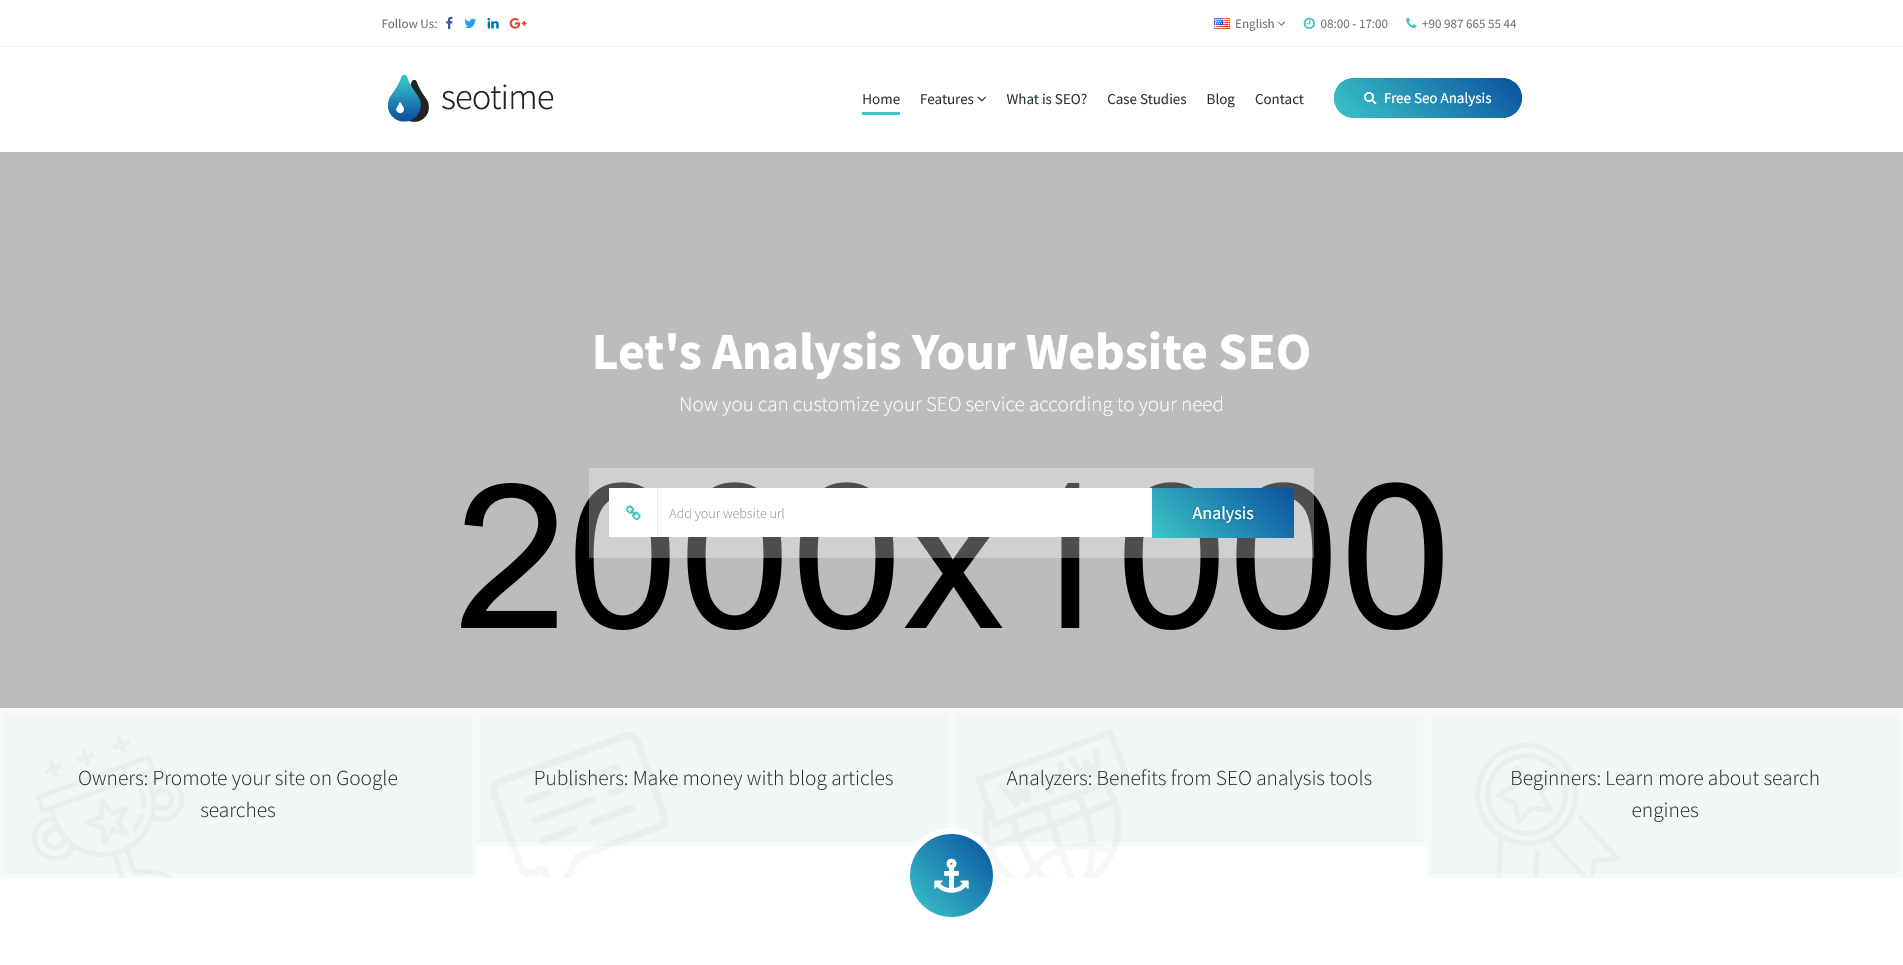 Follow Us:
English
08:00 - 17:00
+90 987 665 55 44
seotime
Home
Features
What is SEO?
Case Studies
Blog
Contact
Free Seo Analysis
Let's Analysis Your Website SEO
Now you can customize your SEO service according to your need
2000x1000
Add your website url
Analysis
Owners: Promote your site on Google
searches
Publishers: Make money with blog articles
Analyzers: Benefits from SEO analysis tools
Beginners: Learn more about search
engines